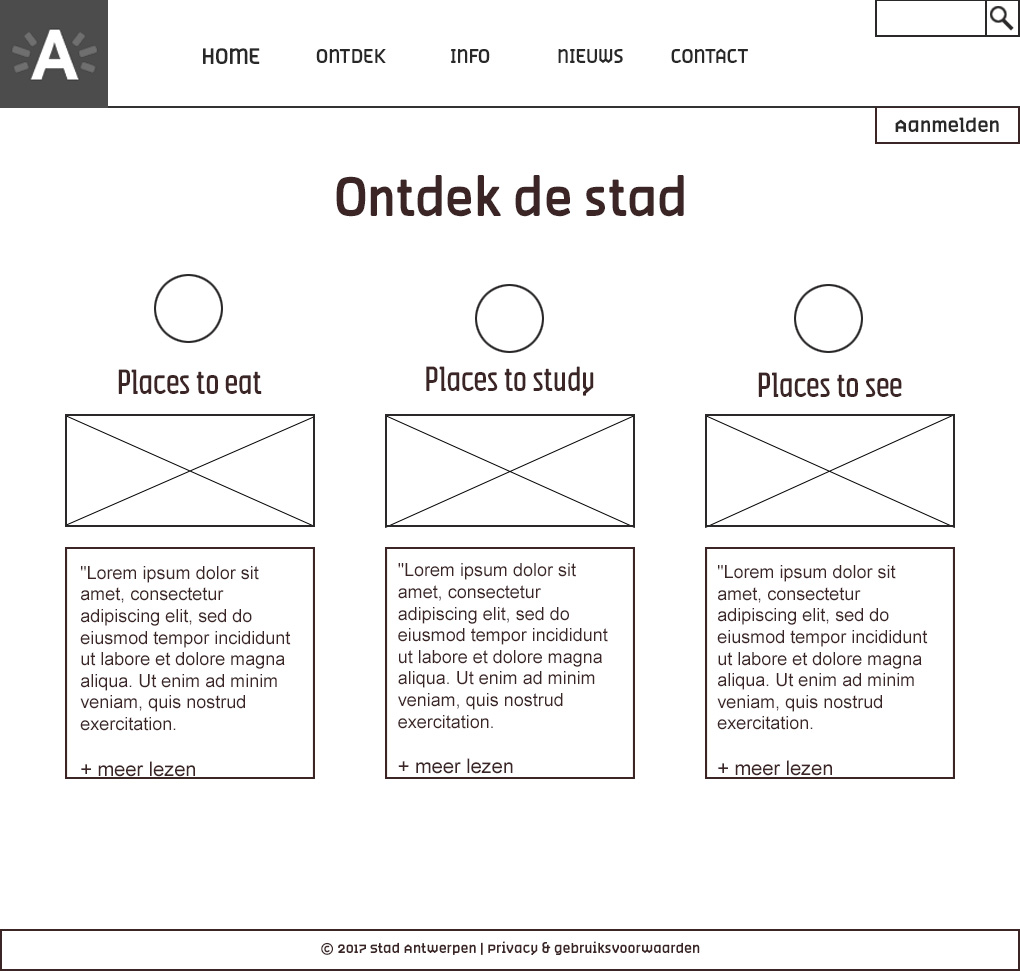 A
HOME ONTDEK INFO NIEUWS CONTACT
Aanmelden
Ontdek de stad
Places to eat
Places to study
Places to see
"Lorem ipsum dolor sit
amet, consectetur
adipiscing elit, sed do
eiusmod tempor incididunt
ut labore et dolore magna
aliqua. Ut enim ad minim
veniam, quis nostrud
exercitation.
+ meer lezen
"Lorem ipsum dolor sit
amet, consectetur
adipiscing elit, sed do
eiusmod tempor incididunt
ut labore et dolore magna
aliqua. Ut enim ad minim
veniam, quis nostrud
exercitation.
+ meer lezen
"Lorem ipsum dolor sit
amet, consectetur
adipiscing elit, sed do
eiusmod tempor incididunt
ut labore et dolore magna
aliqua. Ut enim ad minim
veniam, quis nostrud
exercitation.
+ meer lezen
© 2017 Stad Antwerpen | Privacy & gebruiksvoorwaarden